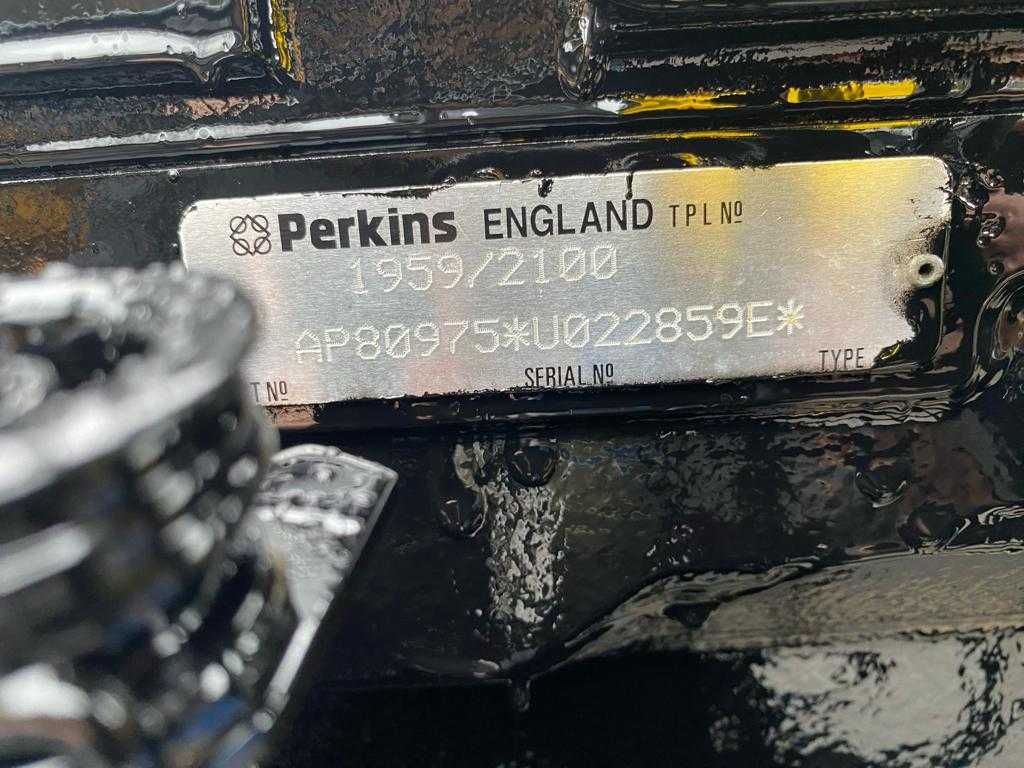 Perkins ENGLAND TPL Nº
1959/2100
AP80975*U022859E*
T Nº SERIAL Nº TYPE